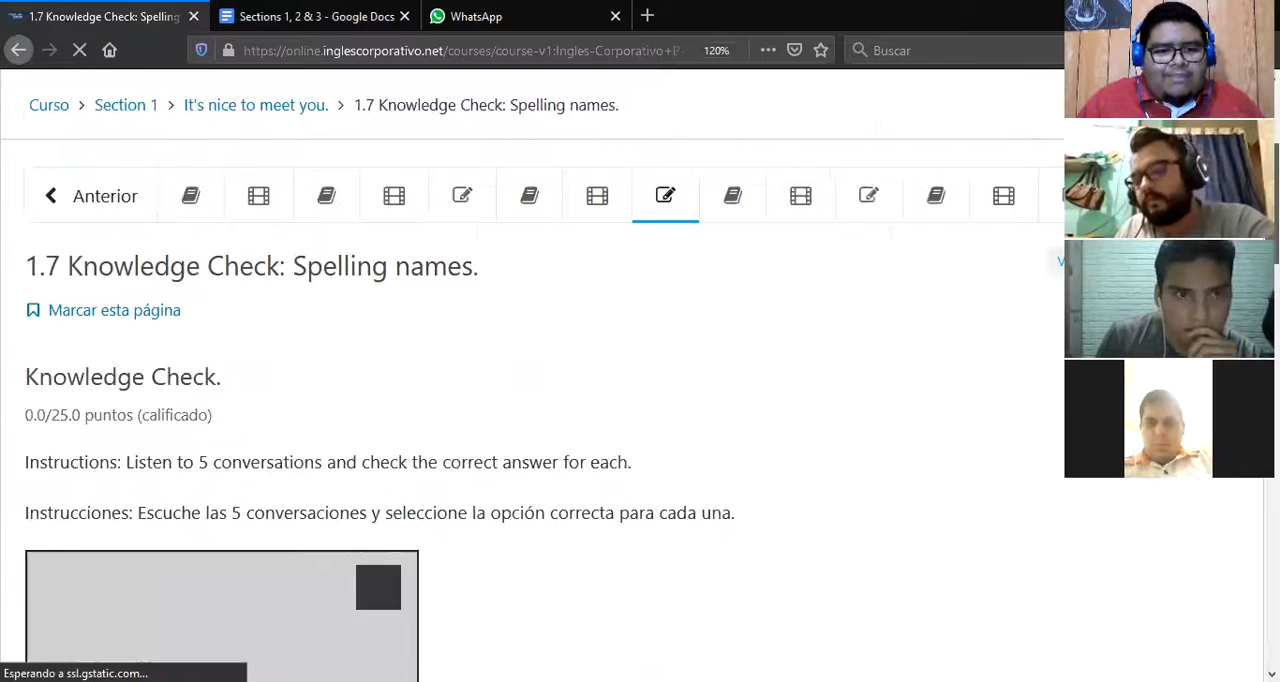 1.7 Knowledge Check: Spelling
Sections 1, 2 & 3 - Google Docs
WhatsApp
https://online.inglescorporativo.net/courses/course-v1:Ingles-Corporativo+
120%
Buscar
Curso > Section 1 > It's nice to meet you. > 1.7 Knowledge Check: Spelling names.
Anterior
1.7 Knowledge Check: Spelling names.
Marcar esta página
Knowledge Check.
0.0/25.0 puntos (calificado)
Instructions: Listen to 5 conversations and check the correct answer for each.
Instrucciones: Escuche las 5 conversaciones y seleccione la opción correcta para cada una.
Esperando a ssl.gstatic.com...